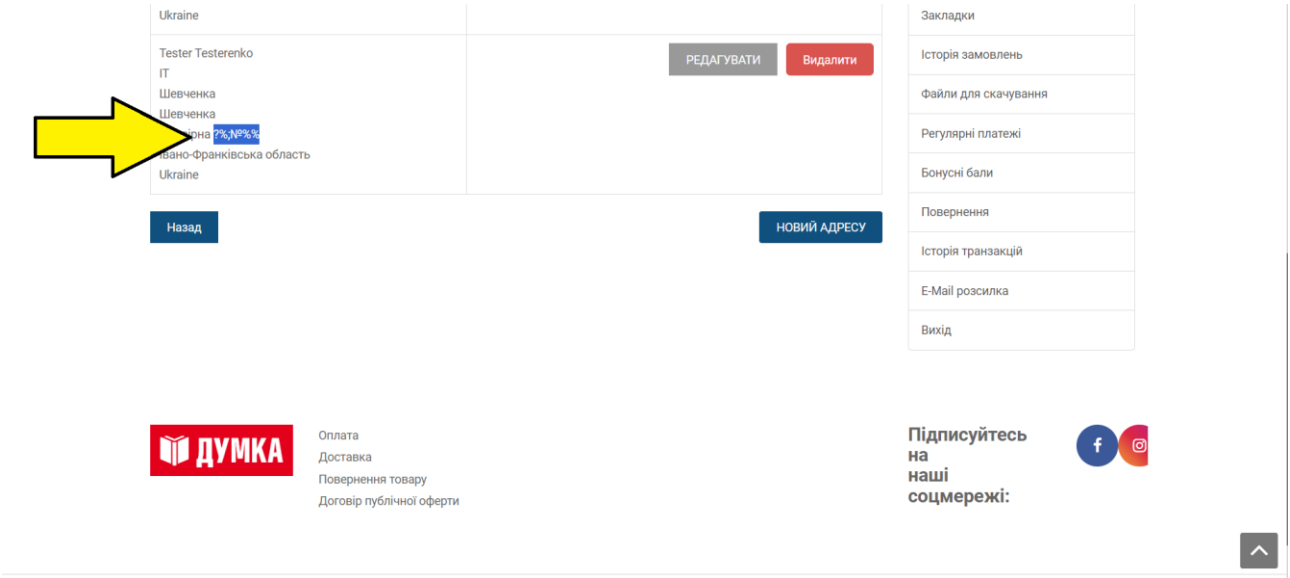 Ukraine
Tester Testerenko
IT
Шевченка
Шевченка
?%;№%%
Івано-Франківська область
Ukraine
РЕДАГУВАТИ
Видалити
Назад
НОВИЙ АДРЕСУ
Закладки
Історія замовлень
Файли для скачування
Регулярні платежі
Бонусні бали
Повернення
Історія транзакцій
E-Mail розсилка
Вихід
ДУМКА
Оплата
Доставка
Повернення товару
Договір публічної оферти
Підписуйтесь
на
наші
соцмережі: